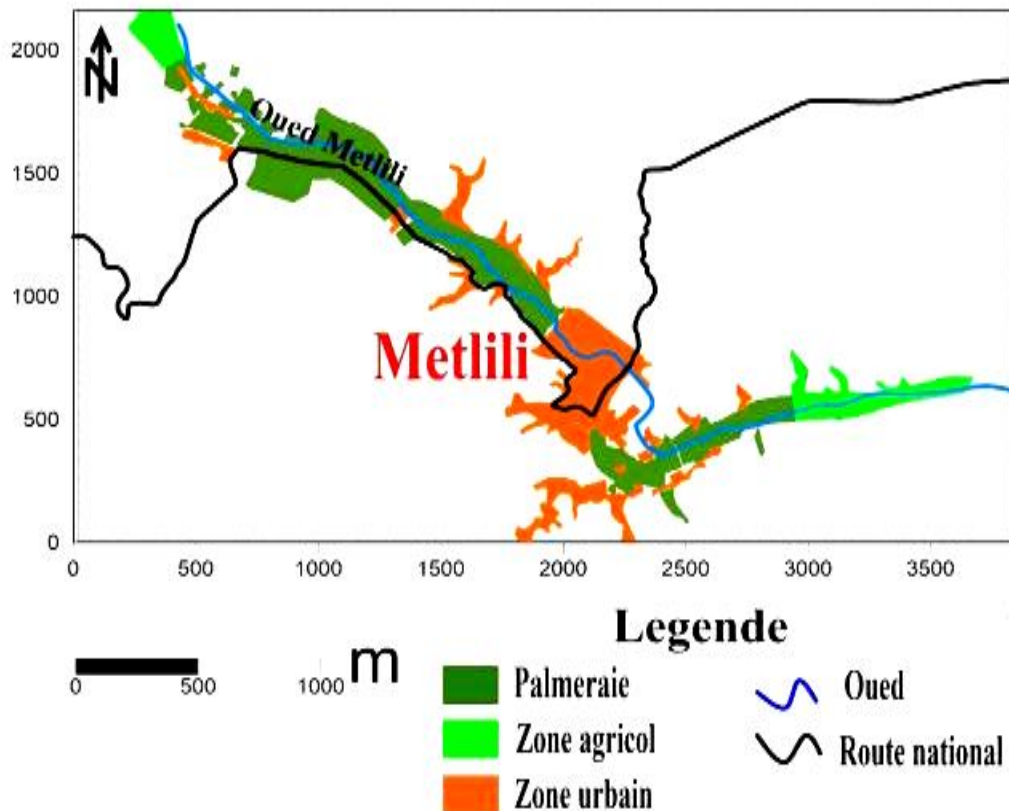 2000
1500
1000
500
0
N
Oued Metlili
Metlili
0 500 1000 1500 2000 2500 3000 3500
Legende
0 500 1000 m
Palmeraie
Zone agricol
Zone urbain
Oued
Route national